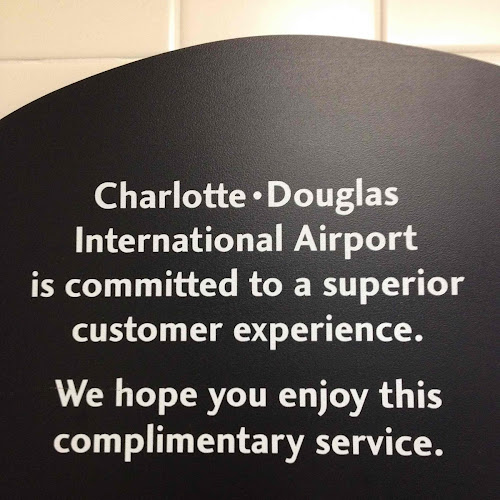 Charlotte•Douglas
International Airport
is committed to a superior
customer experience.
We hope you enjoy this
complimentary service.